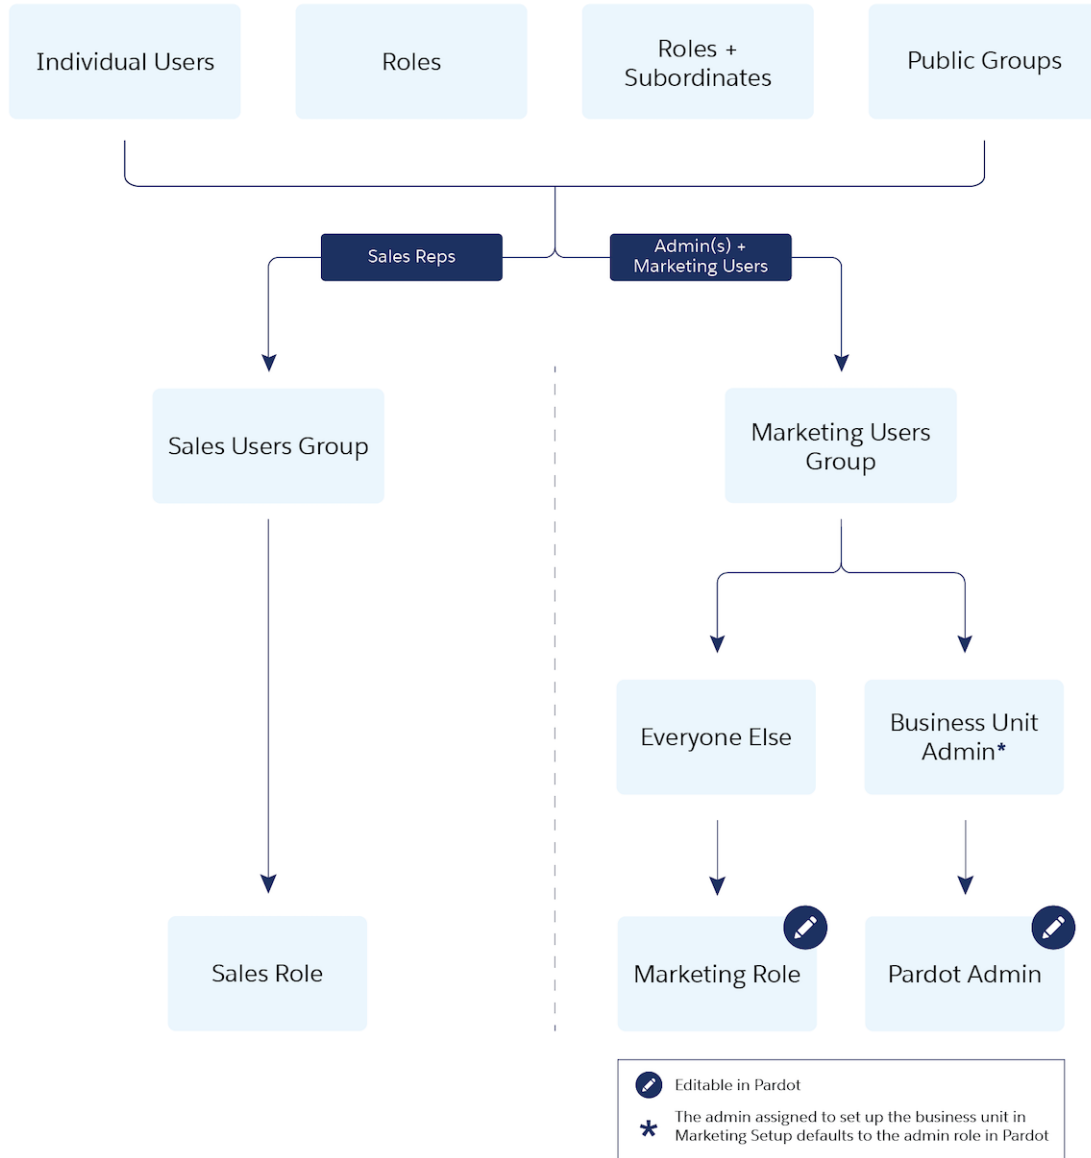 Individual Users
Roles
Roles +
Subordinates
Public Groups
Sales Reps
Admin(s) +
Marketing Users
Sales Users Group
Marketing Users
Group
Everyone Else
Business Unit
Admin*
Sales Role
Marketing Role
Pardot Admin
Editable in Pardot
* The admin assigned to set up the business unit in
Marketing Setup defaults to the admin role in Pardot